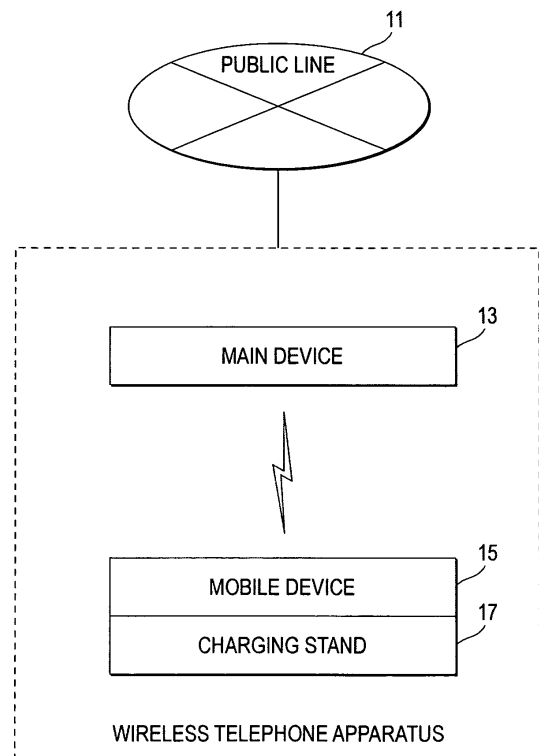 11
PUBLIC LINE
13
MAIN DEVICE
15
MOBILE DEVICE
17
CHARGING STAND
WIRELESS TELEPHONE APPARATUS